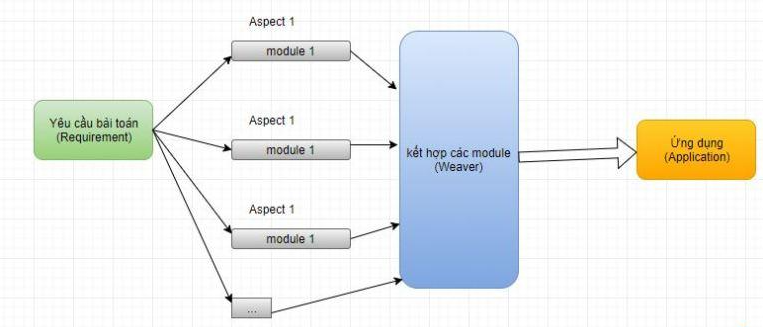 Aspect 1
module 1
Yêu cầu bài toán
(Requirement)
Aspect 1
module 1
Aspect 1
module 1
...
kết hợp các module
(Weaver)
Ứng dụng
(Application)